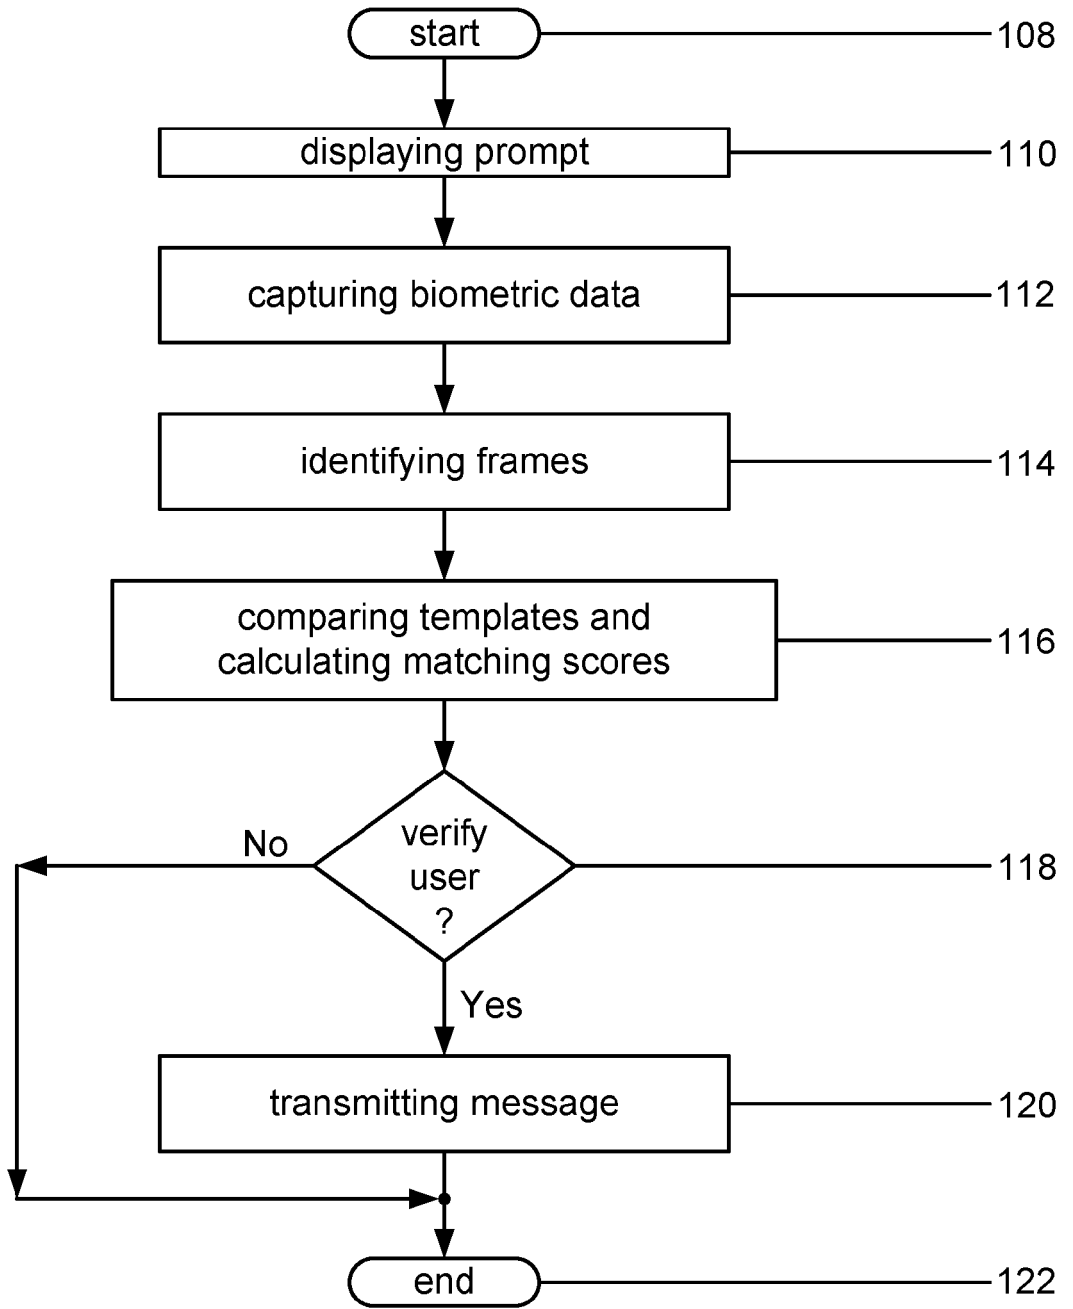 start
108
displaying prompt
110
capturing biometric data
112
identifying frames
114
comparing templates and
calculating matching scores
116
verify
user
?
No
118
Yes
transmitting message
120
end
122